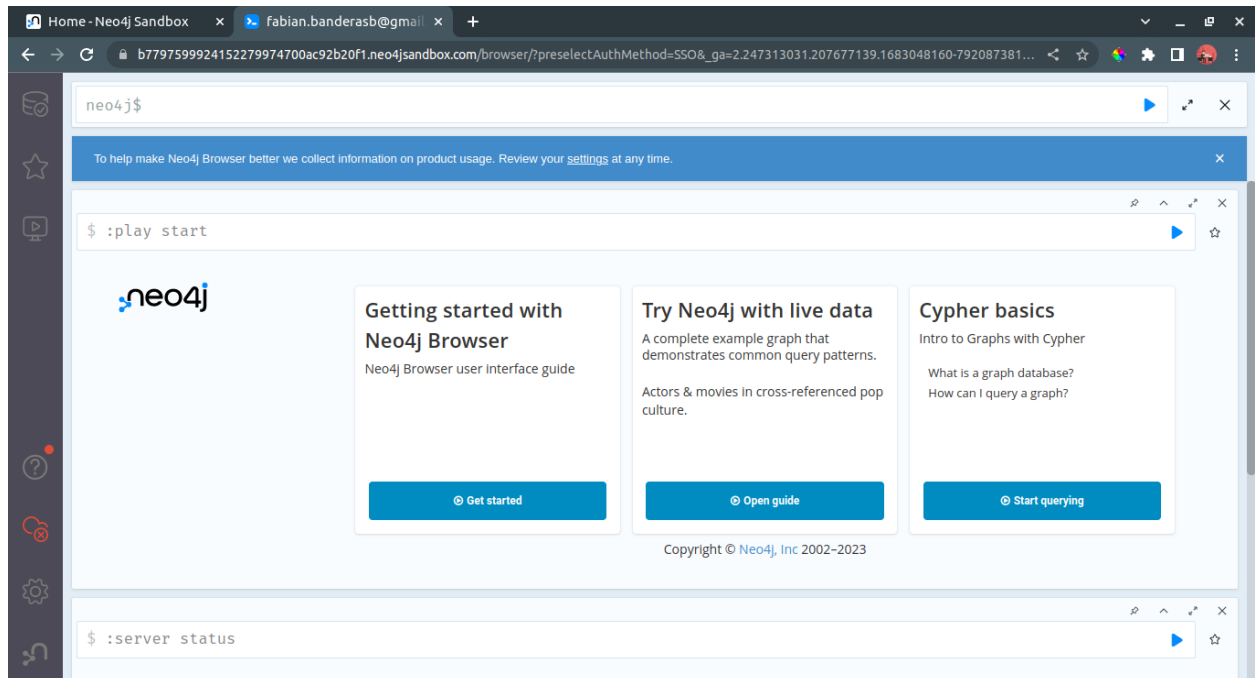 Home - Neo4j Sandbox
fabian.banderasb@gmail
b7797599924152279974700ac92b20f1.neo4jsandbox.com/browser/?preselectAuthMethod=SSO&_ga=2.247313031.207677139.1683048160-792087381...
neo4j$
To help make Neo4j Browser better we collect information on product usage. Review your settings at any time.
$ :play start
neo4j
Getting started with
Neo4j Browser
Neo4j Browser user interface guide
Get started
Try Neo4j with live data
A complete example graph that
demonstrates common query patterns.
Actors & movies in cross-referenced pop
culture.
Open guide
Cypher basics
Intro to Graphs with Cypher
What is a graph database?
How can I query a graph?
Start querying
Copyright © Neo4j, Inc 2002–2023
$ :server status